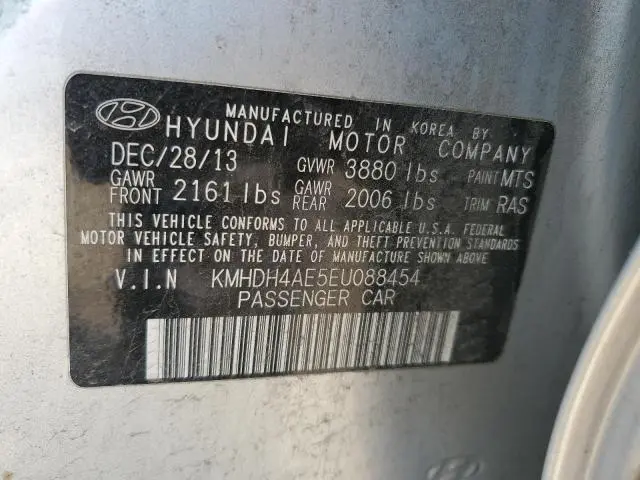 MANUFACTURED IN KOREA BY
HYUNDAI MOTOR COMPANY
DEC/28/13 GVWR 3880 lbs PAINT MTS
GAWR FRONT 2161 lbs GAWR REAR 2006 lbs TRIM RAS
THIS VEHICLE CONFORMS TO ALL APPLICABLE U.S.A. FEDERAL
MOTOR VEHICLE SAFETY, BUMPER, AND THEFT PREVENTION STANDARDS
IN EFFECT ON THE DATE OF MANUFACTURE SHOWN ABOVE
V.I.N KMHDH4AE5EU088454
PASSENGER CAR